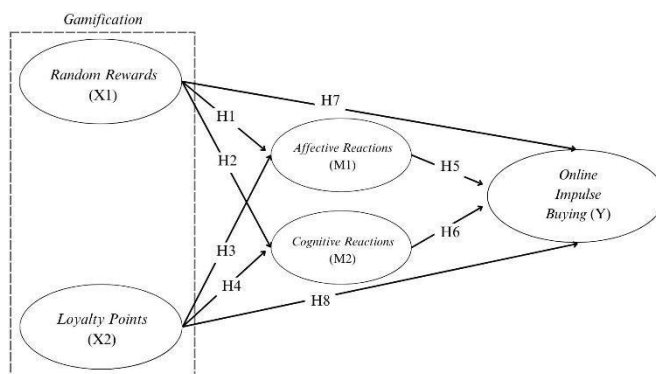 Gamification
Random Rewards
(X1)
H7
H1
Affective Reactions
(M1)
H2
H5
Online
Impulse
Buying (Y)
H3
Cognitive Reactions
(M2)
H6
H4
H8
Loyalty Points
(X2)